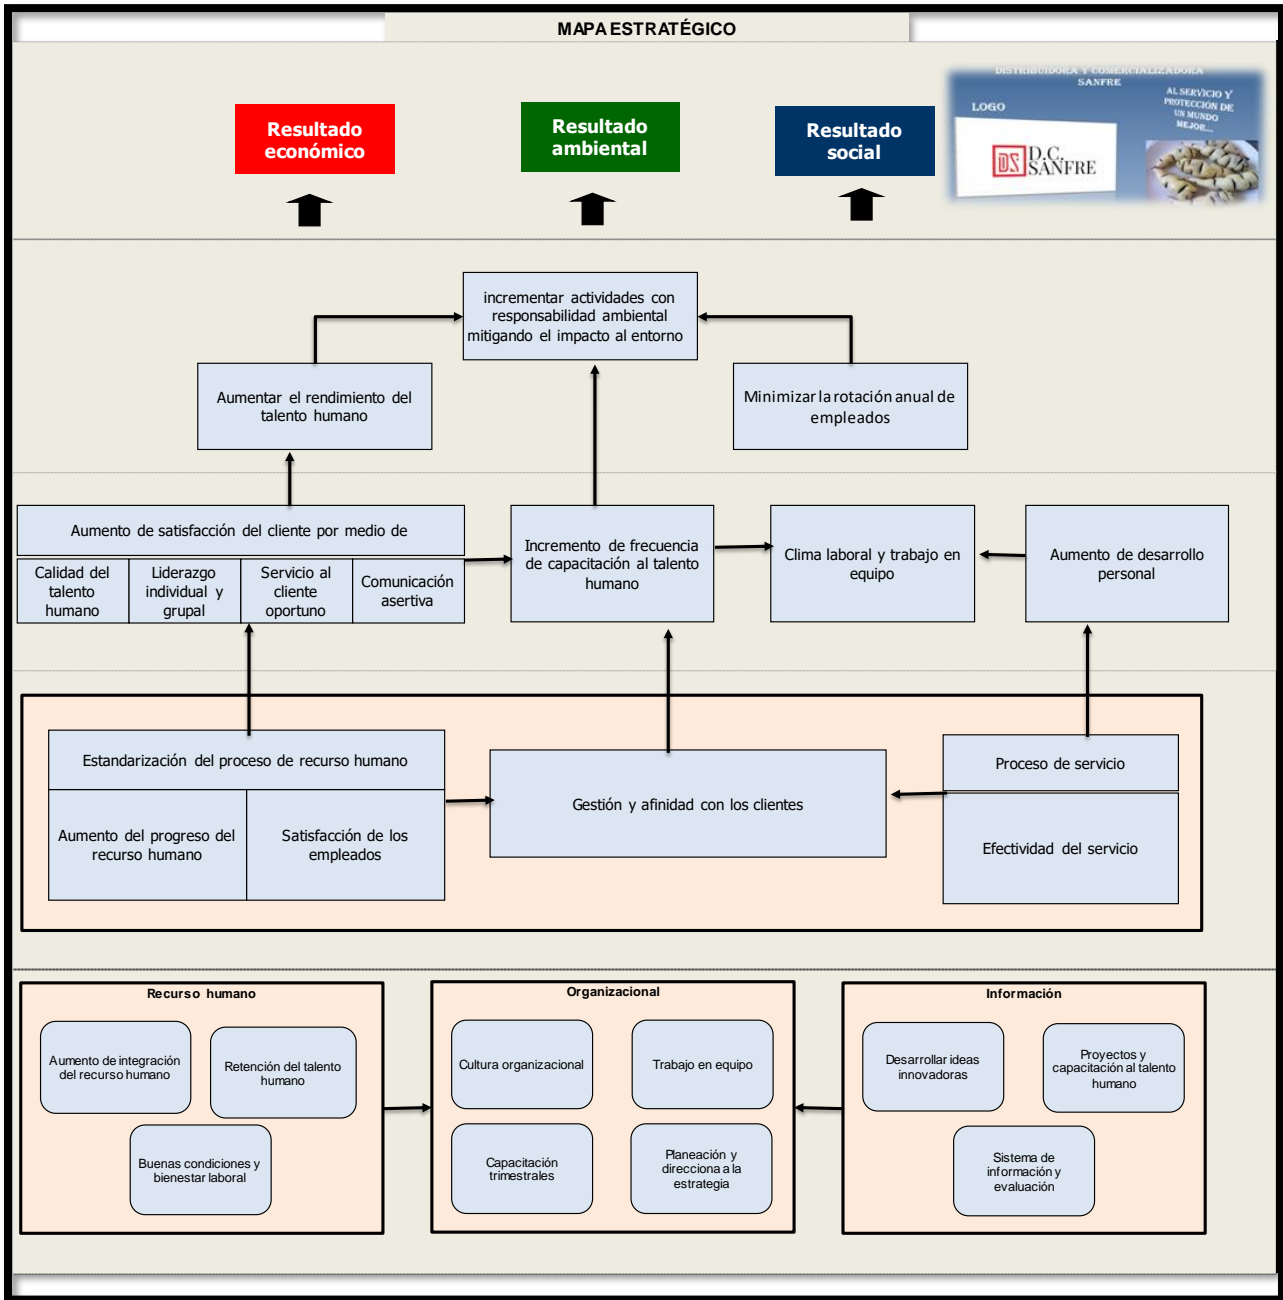 MAPA ESTRATÉGICO
DISTRIBUIDORA Y COMERCIALIZADORA
SANFRE
LOGO
AL SERVICIO Y
PROTECCIÓN DE
UN MUNDO
MEJOR...
DS D.C.
SANFRE
Resultado
económico
Resultado
ambiental
Resultado
social
incrementar actividades con
responsabilidad ambiental
mitigando el impacto al entorno
Aumentar el rendimiento del
talento humano
Minimizar la rotación anual de
empleados
Aumento de satisfacción del cliente por medio de
Calidad del
talento
humano
Liderazgo
individual y
grupal
Servicio al
cliente
oportuno
Comunicación
asertiva
Incremento de frecuencia
de capacitación al talento
humano
Clima laboral y trabajo en
equipo
Aumento de desarrollo
personal
Estandarización del proceso de recurso humano
Aumento del progreso del
recurso humano
Satisfacción de los
empleados
Gestión y afinidad con los clientes
Proceso de servicio
Efectividad del servicio
Recurso humano
Aumento de integración
del recurso humano
Retención del talento
humano
Buenas condiciones y
bienestar laboral
Organizacional
Cultura organizacional
Trabajo en equipo
Capacitación
trimestrales
Planeación y
direcciona a la
estrategia
Información
Desarrollar ideas
innovadoras
Proyectos y
capacitación al talento
humano
Sistema de
información y
evaluación